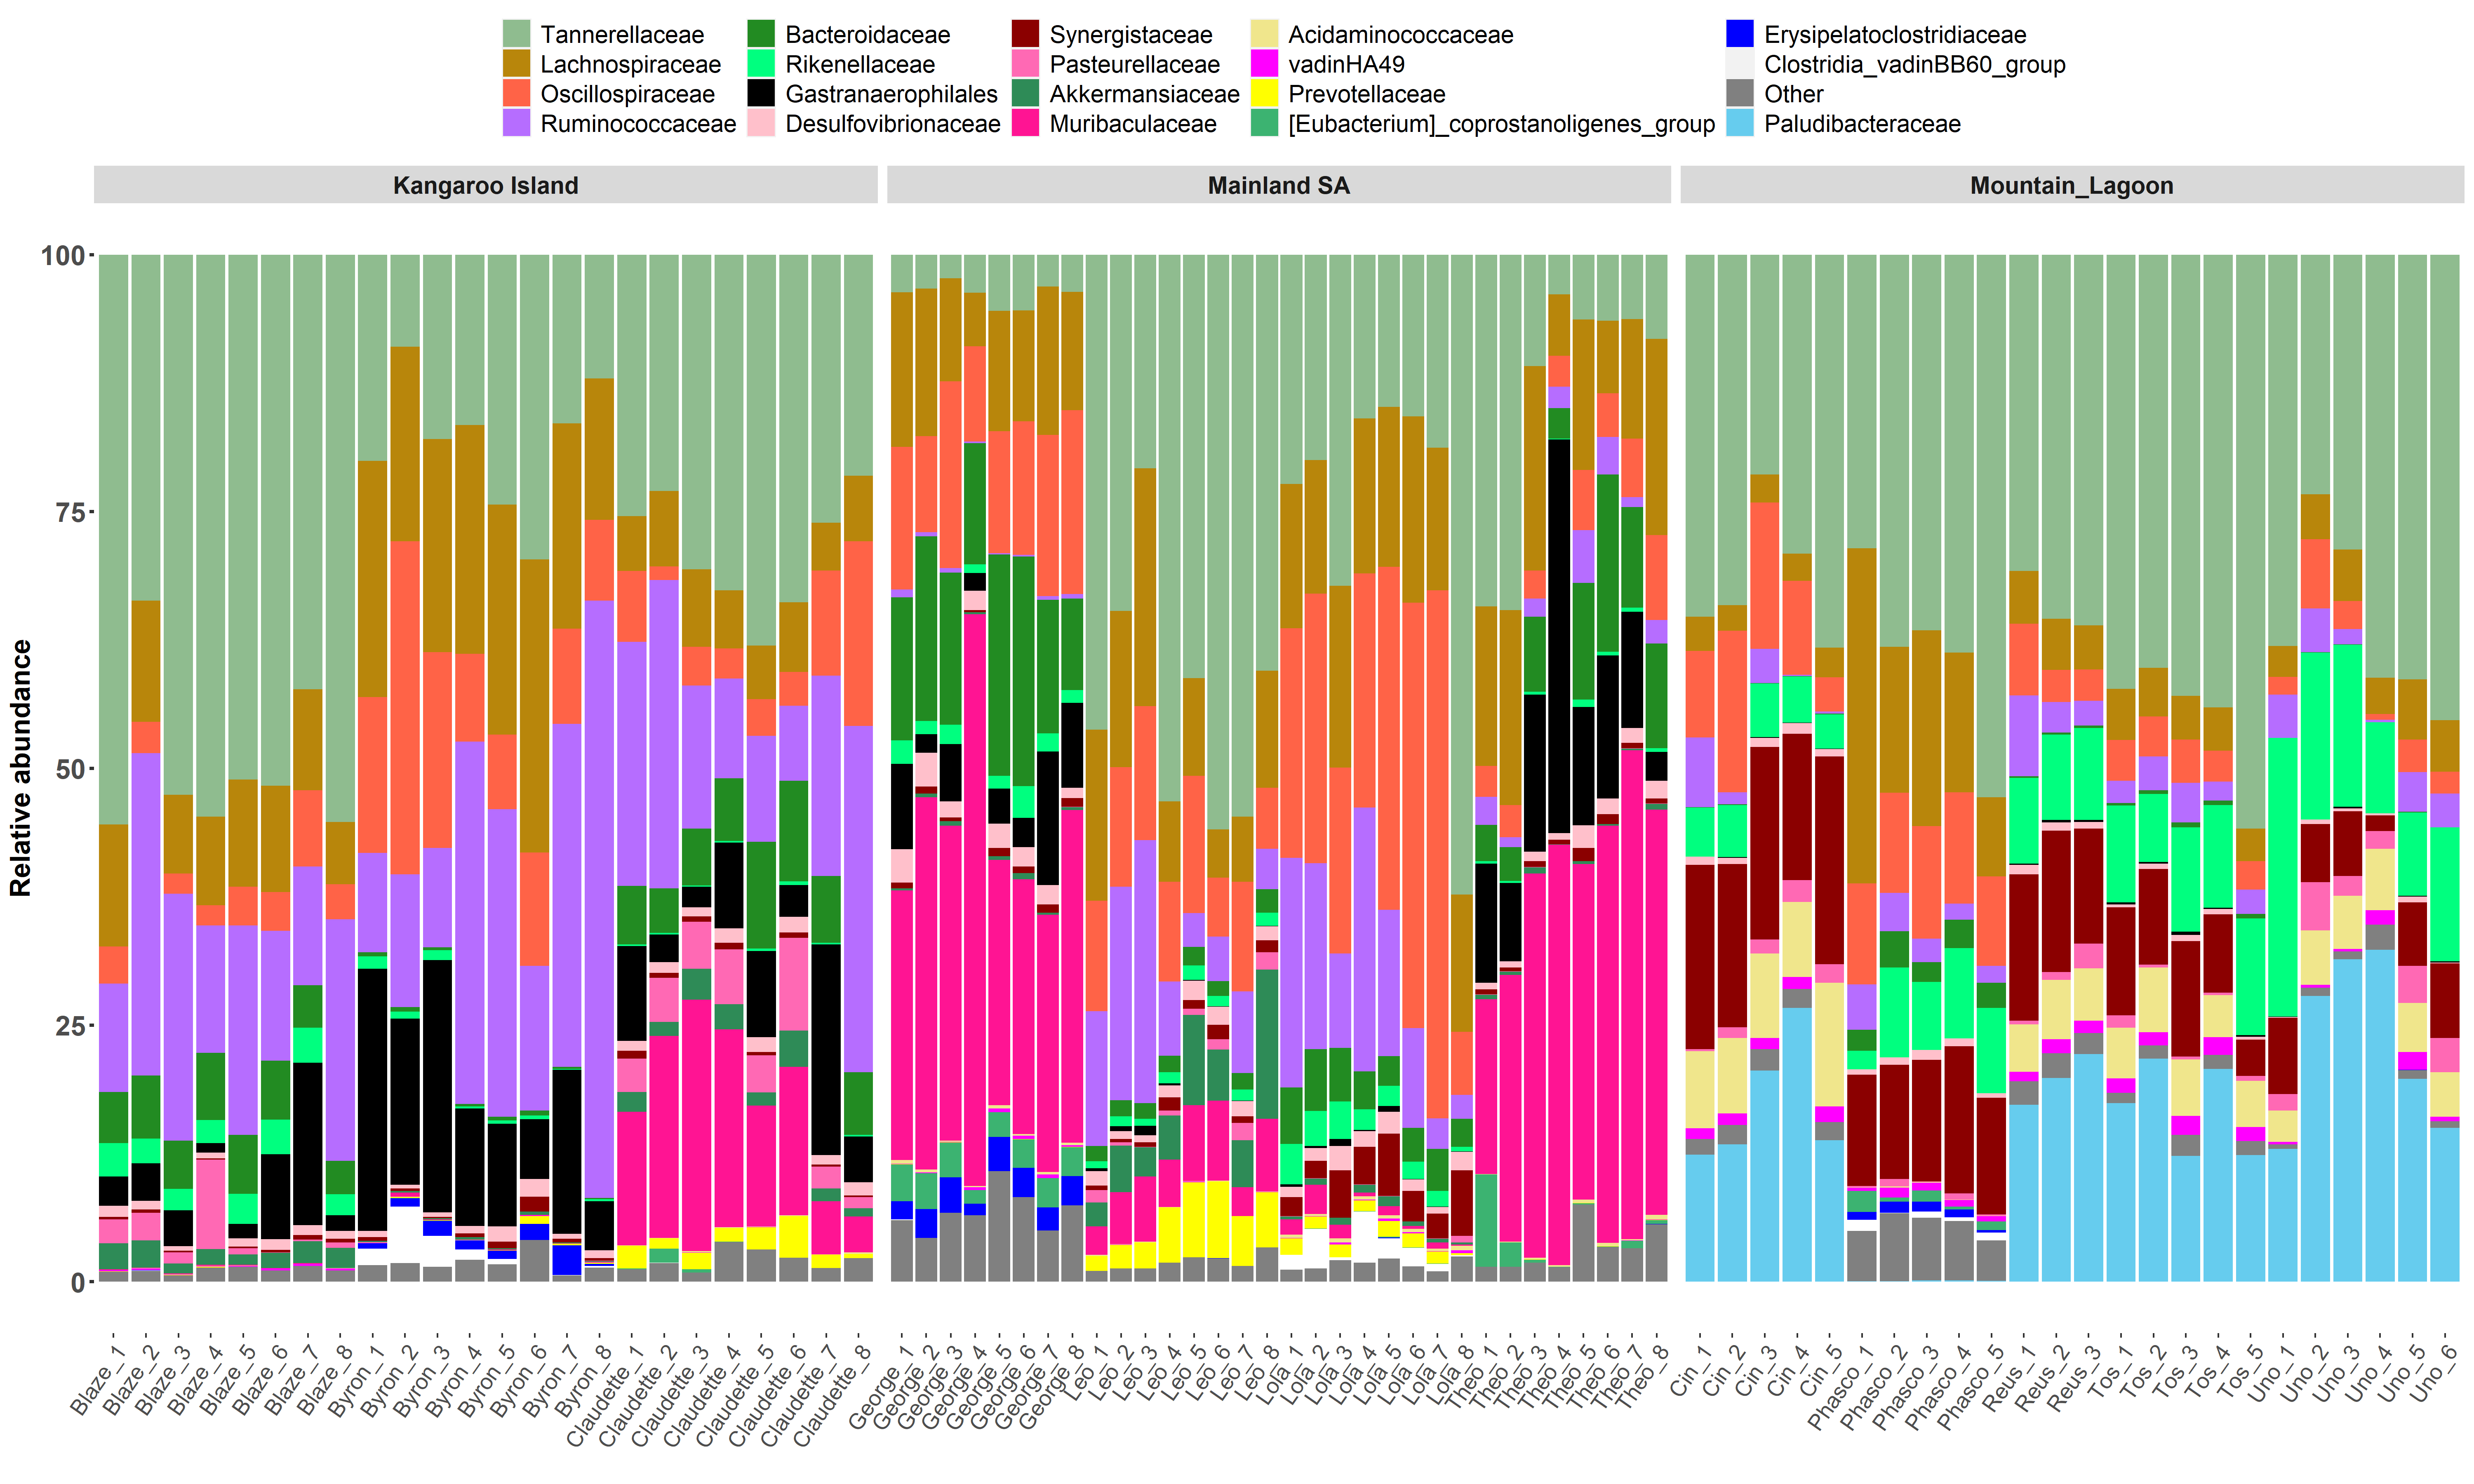 Tannerellaceae Bacteroidaceae Synergistaceae Acidaminococcaceae Erysipelatoclostridiaceae
Lachnospiraceae Rikenellaceae Pasteurellaceae vadinHA49 Clostridia_vadinBB60_group
Oscillospiraceae Gastranaerophilales Akkermansiaceae Prevotellaceae Other
Ruminococcaceae Desulfovibrionaceae Muribaculaceae [Eubacterium]_coprostanoligenes_group Paludibacteraceae
Kangaroo Island Mainland SA Mountain_Lagoon
100
75
50
25
0
Relative abundance
Blaze_1 Blaze_2 Blaze_3 Blaze_4 Blaze_5 Blaze_6 Blaze_7 Blaze_8 Byron_1 Byron_2 Byron_3 Byron_4 Byron_5 Byron_6 Byron_7 Byron_8 Claudette_1 Claudette_2 Claudette_3 Claudette_4 Claudette_5 Claudette_6 Claudette_7 Claudette_8 George_1 George_2 George_3 George_4 George_5 George_6 George_7 George_8 Leo_1 Leo_2 Leo_3 Leo_4 Leo_5 Leo_6 Leo_7 Leo_8 Lola_1 Lola_2 Lola_3 Lola_4 Lola_5 Lola_6 Lola_7 Lola_8 Theo_1 Theo_2 Theo_3 Theo_4 Theo_5 Theo_6 Theo_7 Theo_8 Cin_1 Cin_2 Cin_3 Cin_4 Cin_5 Phasco_1 Phasco_2 Phasco_3 Phasco_4 Phasco_5 Reus_1 Reus_2 Reus_3 Tos_1 Tos_2 Tos_3 Tos_4 Tos_5 Uno_1 Uno_2 Uno_3 Uno_4 Uno_5 Uno_6